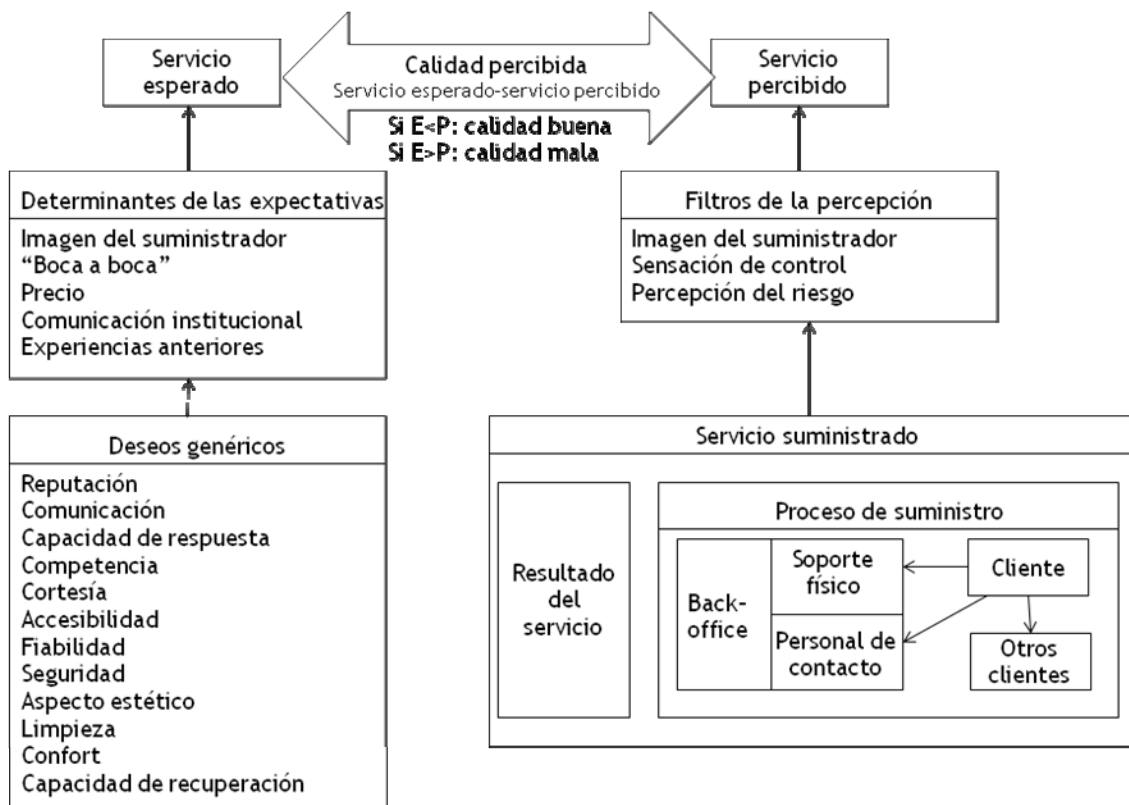 Servicio
esperado
Calidad percibida
Servicio esperado-servicio percibido
Si E<P: calidad buena
Si E>P: calidad mala
Servicio
percibido
Determinantes de las expectativas
Imagen del suministrador
“Boca a boca”
Precio
Comunicación institucional
Experiencias anteriores
Filtros de la percepción
Imagen del suministrador
Sensación de control
Percepción del riesgo
Deseos genéricos
Reputación
Comunicación
Capacidad de respuesta
Competencia
Cortesía
Accesibilidad
Fiabilidad
Seguridad
Aspecto estético
Limpieza
Confort
Capacidad de recuperación
Servicio suministrado
Resultado
del
servicio
Proceso de suministro
Back-
office
Soporte
físico
Personal de
contacto
Cliente
Otros
clientes